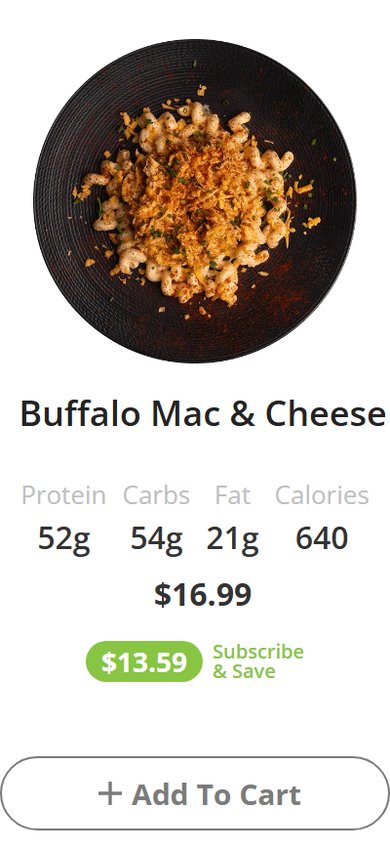 Buffalo Mac & Cheese
Protein Carbs Fat Calories
52g 54g 21g 640
$16.99
$13.59 Subscribe
& Save
+ Add To Cart